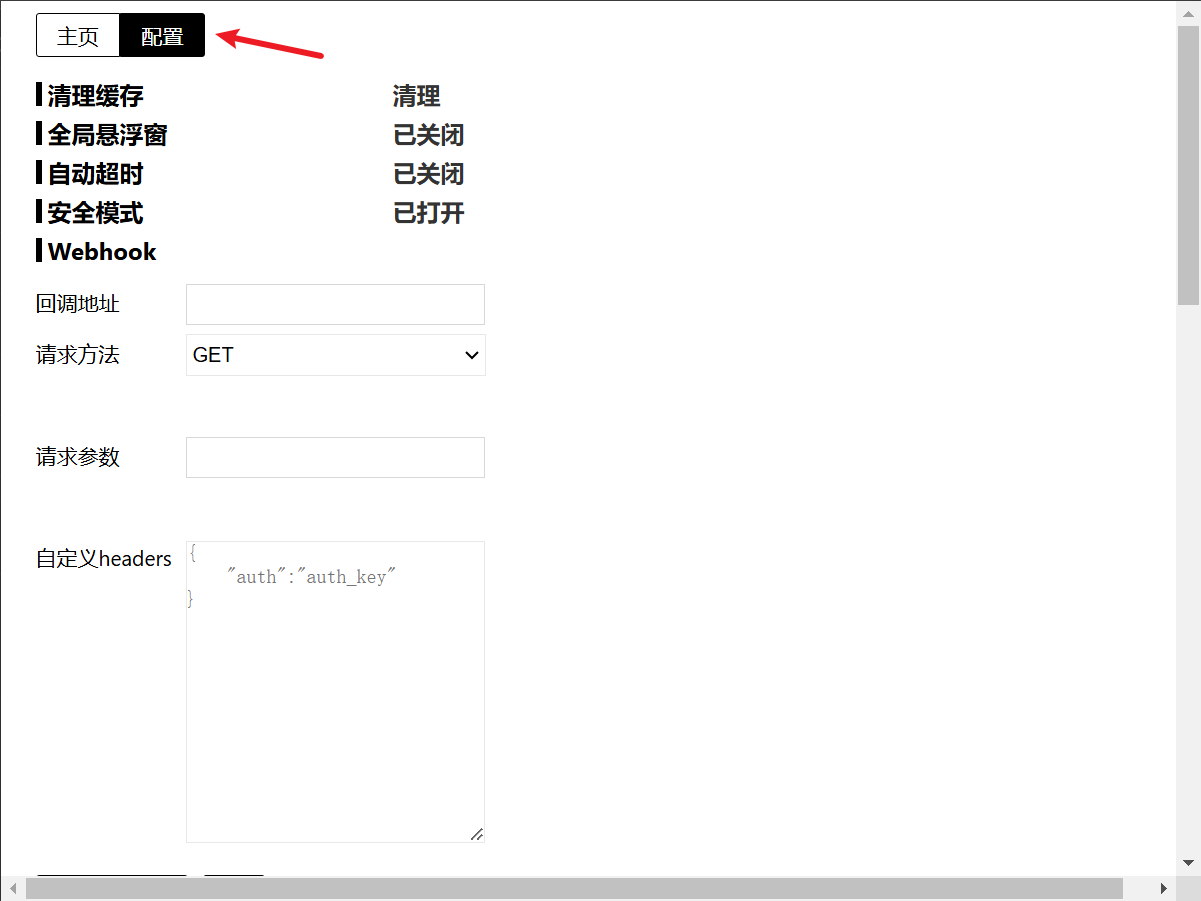 主页 配置
清理缓存 清理
全局悬浮窗 已关闭
自动超时 已关闭
安全模式 已打开
Webhook
回调地址
请求方法 GET
请求参数
自定义headers
{
"auth":"auth_key"
}